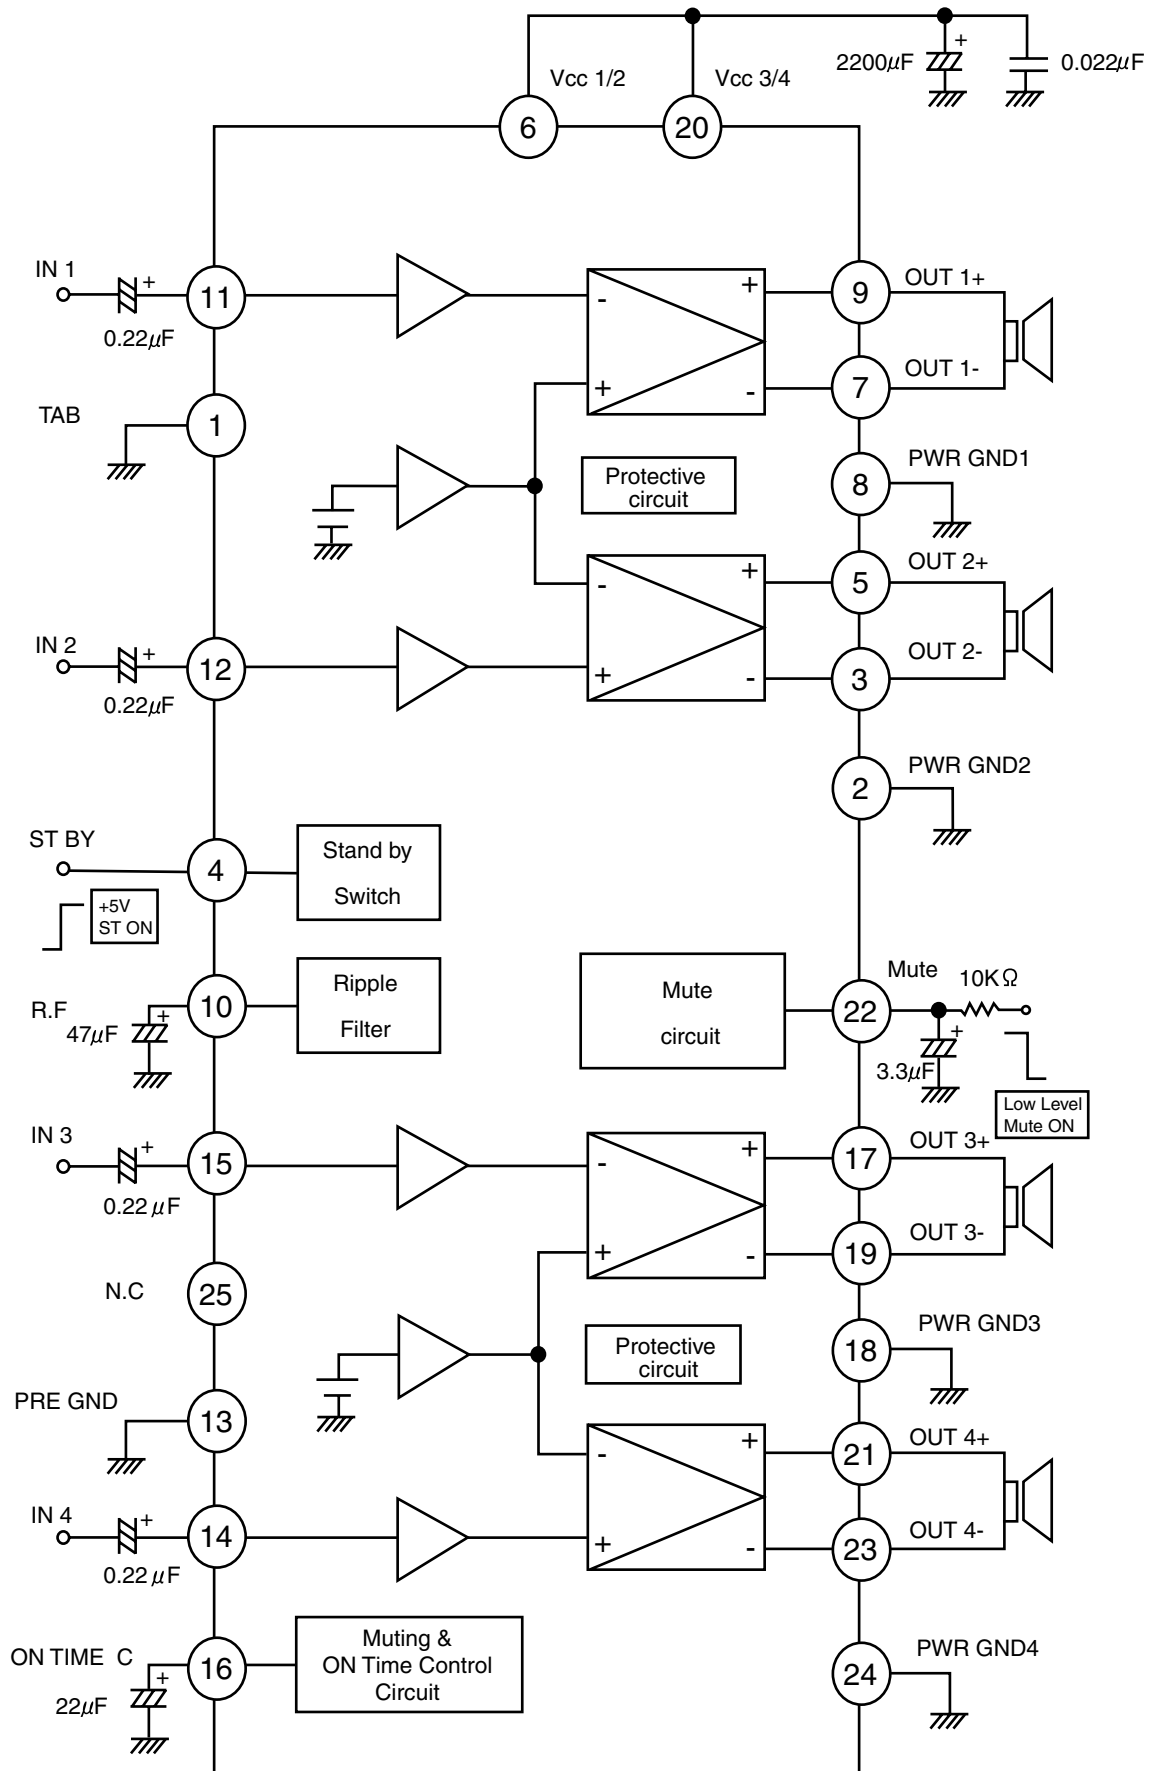 2200μF
+
0.022μF
Vcc 1/2
Vcc 3/4
6
20
IN 1
+
11
0.22μF
-
+
+
-
9
OUT 1+
7
OUT 1-
TAB
1
Protective
circuit
8
PWR GND1
IN 2
+
12
0.22μF
-
+
+
-
5
OUT 2+
3
OUT 2-
2
PWR GND2
ST BY
4
Stand by
Switch
+5V
ST ON
R.F
47μF
+
10
Ripple
Filter
Mute
circuit
22
Mute
10KΩ
+
3.3μF
Low Level
Mute ON
IN 3
+
15
0.22 μF
-
+
+
-
17
OUT 3+
19
OUT 3-
N.C
25
Protective
circuit
18
PWR GND3
PRE GND
13
IN 4
+
14
0.22 μF
-
+
+
-
21
OUT 4+
23
OUT 4-
ON TIME C
+
22μF
16
Muting &
ON Time Control
Circuit
24
PWR GND4